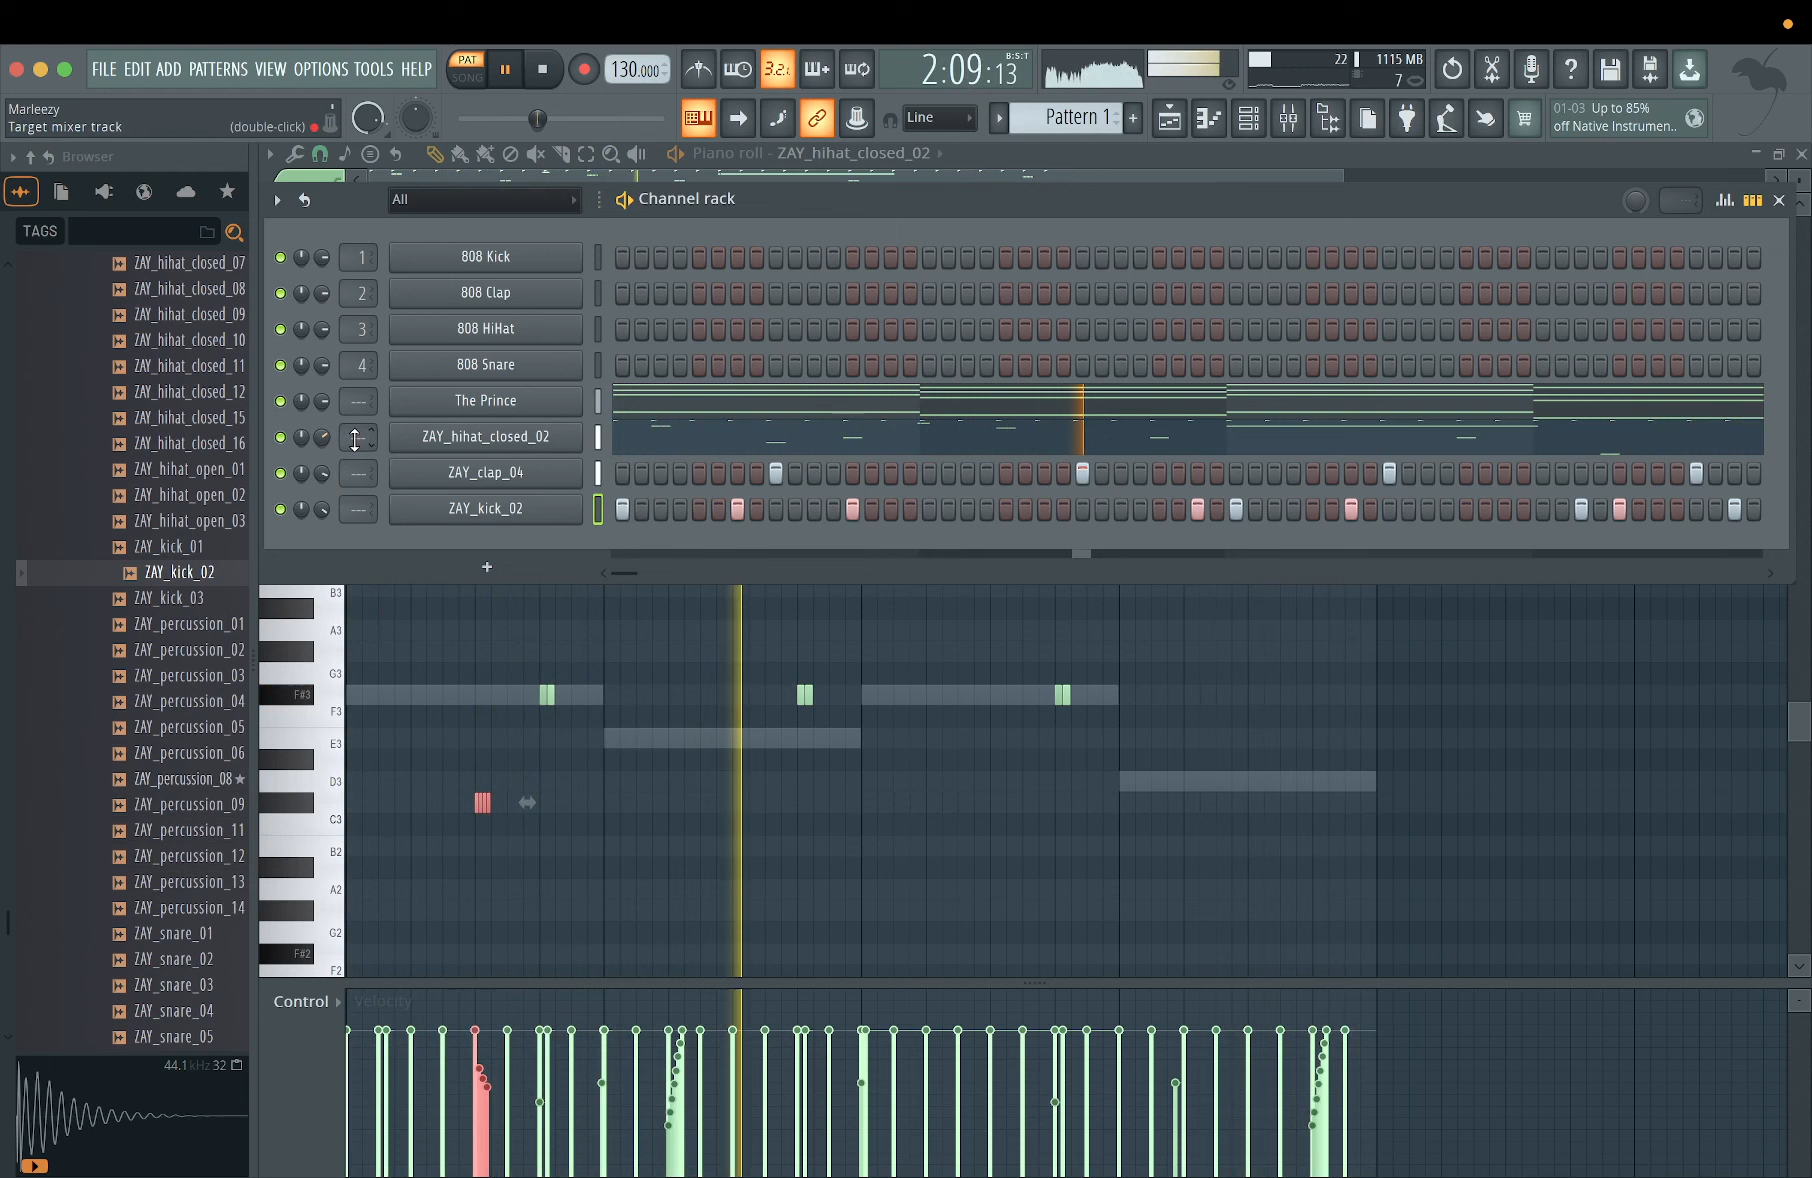 FILE EDIT ADD PATTERNS VIEW OPTIONS TOOLS HELP
PAT
SONG
130.000
3.2.
2:09:13
B:S:T
22
1115 MB
7
Marleezy
Target mixer track
(double-click)
Line
Pattern 1
01-03 Up to 85%
off Native Instrumen..
Browser
Piano roll - ZAY_hihat_closed_02
TAGS
All
Channel rack
1
808 Kick
2
808 Clap
3
808 HiHat
4
808 Snare
---
The Prince
ZAY_hihat_closed_02
---
ZAY_clap_04
---
ZAY_kick_02
+
ZAY_hihat_closed_07
ZAY_hihat_closed_08
ZAY_hihat_closed_09
ZAY_hihat_closed_10
ZAY_hihat_closed_11
ZAY_hihat_closed_12
ZAY_hihat_closed_15
ZAY_hihat_closed_16
ZAY_hihat_open_01
ZAY_hihat_open_02
ZAY_hihat_open_03
ZAY_kick_01
ZAY_kick_02
ZAY_kick_03
ZAY_percussion_01
ZAY_percussion_02
ZAY_percussion_03
ZAY_percussion_04
ZAY_percussion_05
ZAY_percussion_06
ZAY_percussion_08
ZAY_percussion_09
ZAY_percussion_11
ZAY_percussion_12
ZAY_percussion_13
ZAY_percussion_14
ZAY_snare_01
ZAY_snare_02
ZAY_snare_03
ZAY_snare_04
ZAY_snare_05
44.1kHz 32
B3
A3
G3
F#3
F3
E3
D3
C3
B2
A2
G2
F#2
F2
Control
Velocity